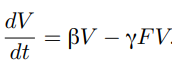 dV/dt = βV − γFV.